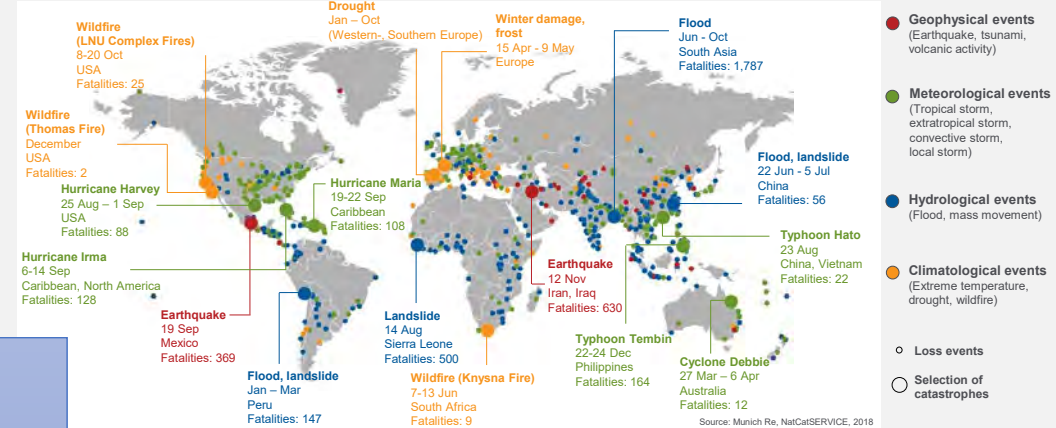 Drought
Jan – Oct
(Western-, Southern Europe)
Winter damage,
frost
15 Apr - 9 May
Europe
Flood
Jun - Oct
South Asia
Fatalities: 1,787
Wildfire
(LNU Complex Fires)
8-20 Oct
USA
Fatalities: 25
Wildfire
(Thomas Fire)
December
USA
Fatalities: 2
Hurricane Harvey
25 Aug – 1 Sep
USA
Fatalities: 88
Hurricane Maria
19-22 Sep
Caribbean
Fatalities: 108
Flood, landslide
22 Jun - 5 Jul
China
Fatalities: 56
Hurricane Irma
6-14 Sep
Caribbean, North America
Fatalities: 128
Typhoon Hato
23 Aug
China, Vietnam
Fatalities: 22
Earthquake
12 Nov
Iran, Iraq
Fatalities: 630
Earthquake
19 Sep
Mexico
Fatalities: 369
Landslide
14 Aug
Sierra Leone
Fatalities: 500
Typhoon Tembin
22-24 Dec
Philippines
Fatalities: 164
Cyclone Debbie
27 Mar – 6 Apr
Australia
Fatalities: 12
Flood, landslide
Jan – Mar
Peru
Fatalities: 147
Wildfire (Knysna Fire)
7-13 Jun
South Africa
Fatalities: 9
Source: Munich Re, NatCatSERVICE, 2018
Geophysical events
(Earthquake, tsunami,
volcanic activity)
Meteorological events
(Tropical storm,
extratropical storm,
convective storm,
local storm)
Hydrological events
(Flood, mass movement)
Climatological events
(Extreme temperature,
drought, wildfire)
Loss events
Selection of
catastrophes